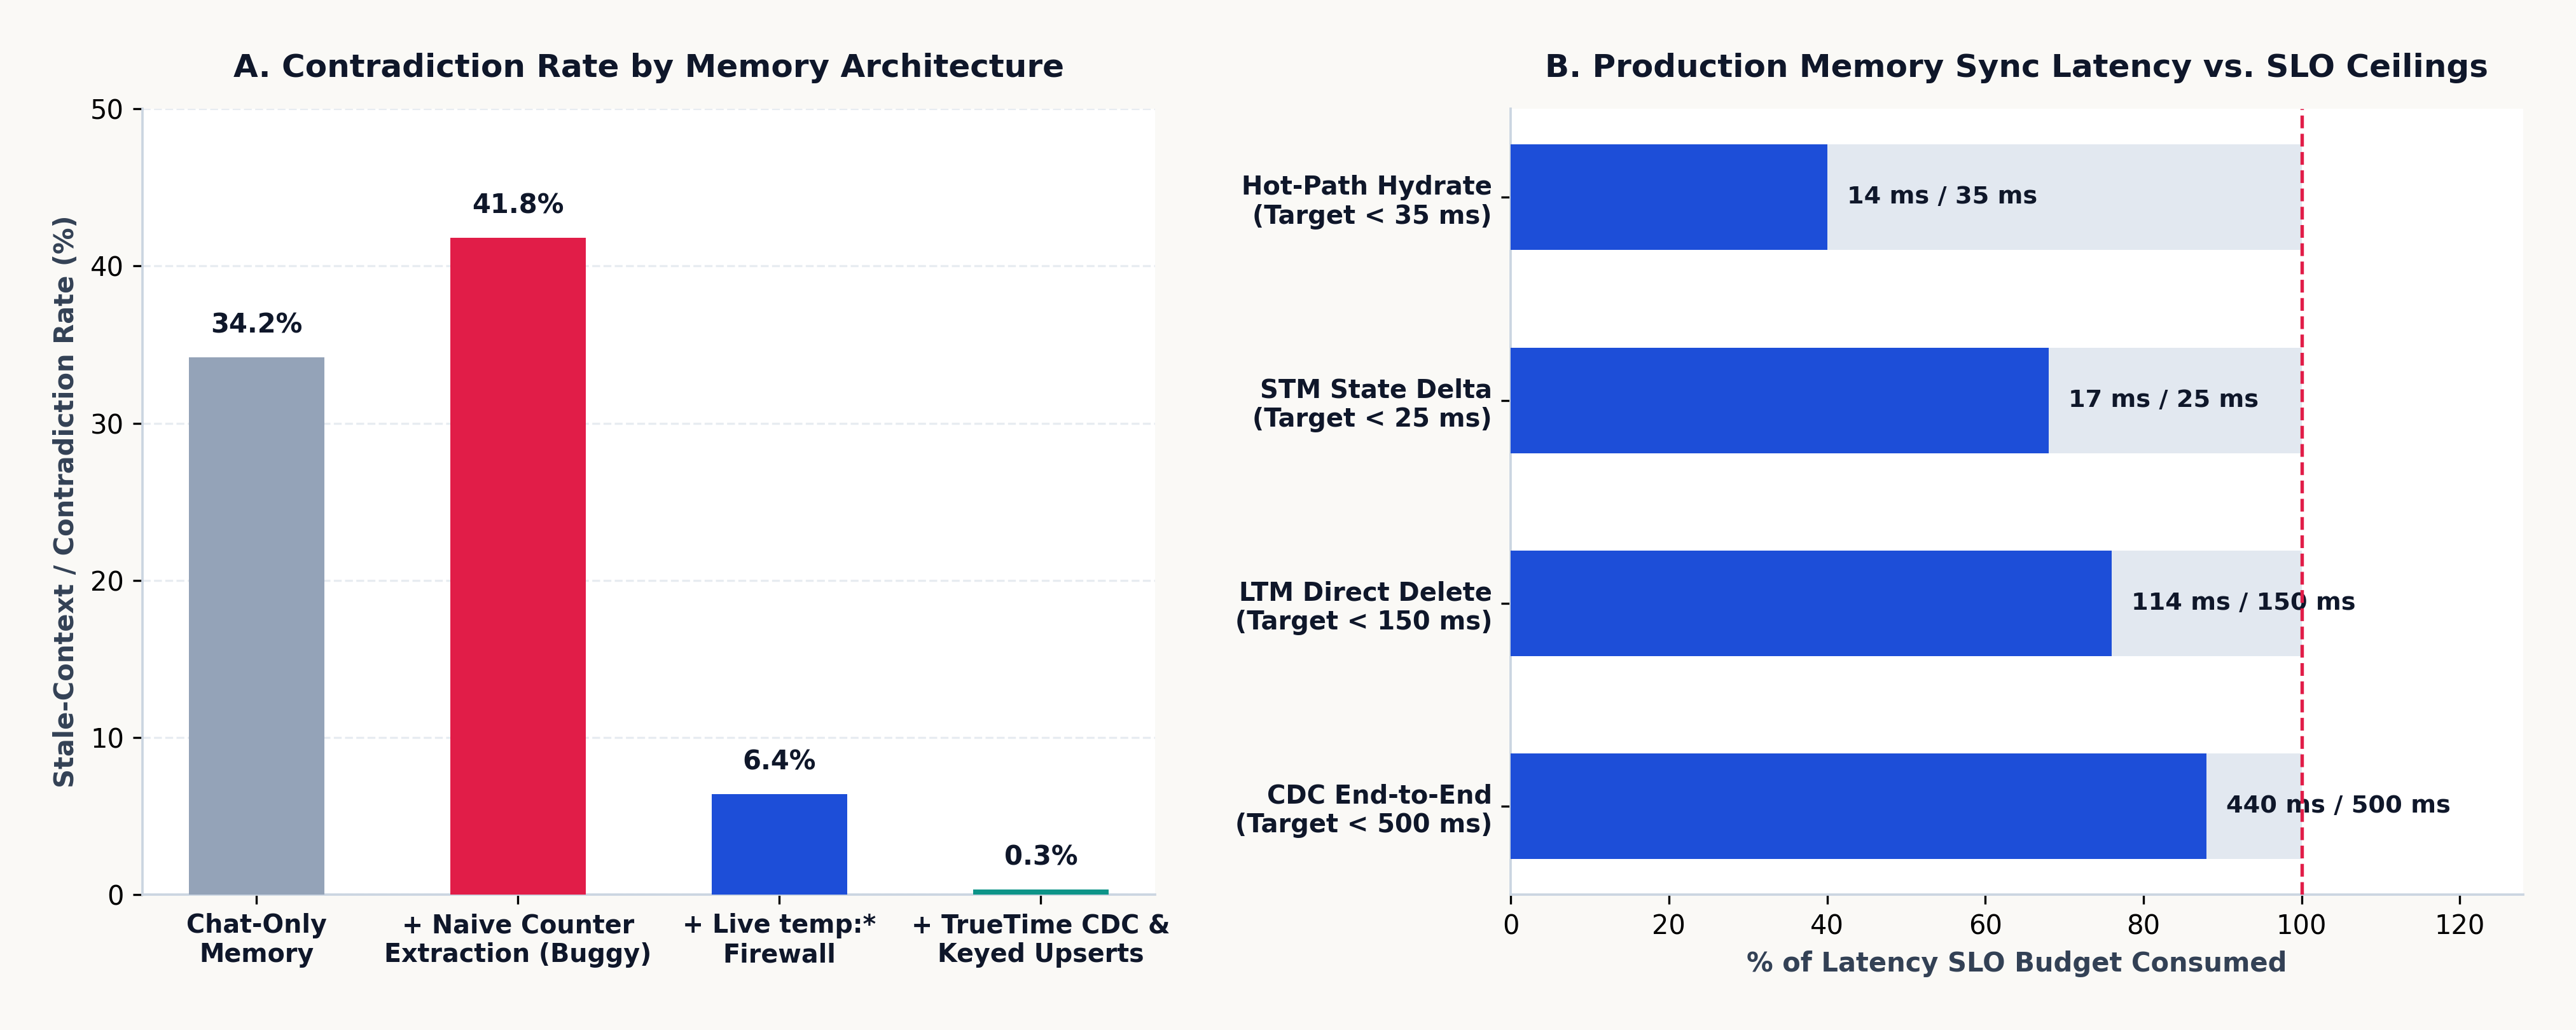 A. Contradiction Rate by Memory Architecture
Stale-Context / Contradiction Rate (%)
50
40
30
20
10
0
34.2%
41.8%
6.4%
0.3%
Chat-Only
Memory
+ Naive Counter
Extraction (Buggy)
+ Live temp:*
Firewall
+ TrueTime CDC &
Keyed Upserts
B. Production Memory Sync Latency vs. SLO Ceilings
Hot-Path Hydrate
(Target < 35 ms)
14 ms / 35 ms
STM State Delta
(Target < 25 ms)
17 ms / 25 ms
LTM Direct Delete
(Target < 150 ms)
114 ms / 150 ms
CDC End-to-End
(Target < 500 ms)
440 ms / 500 ms
0 20 40 60 80 100 120
% of Latency SLO Budget Consumed